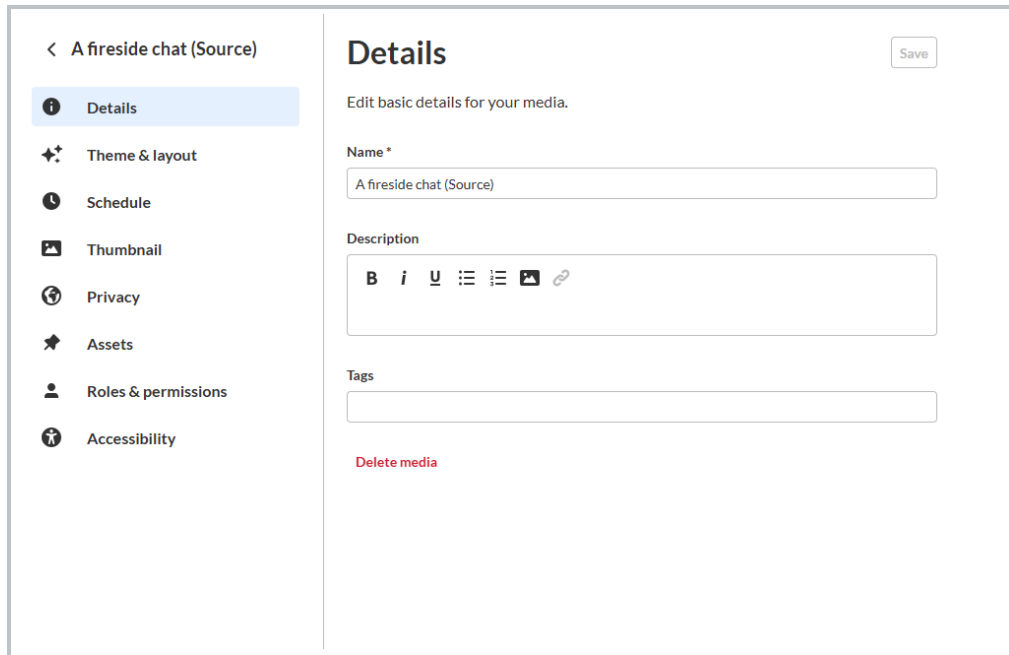 A fireside chat (Source)
Details
Theme & layout
Schedule
Thumbnail
Privacy
Assets
Roles & permissions
Accessibility
Details
Save
Edit basic details for your media.
Name *
A fireside chat (Source)
Description
B i U
Tags
Delete media